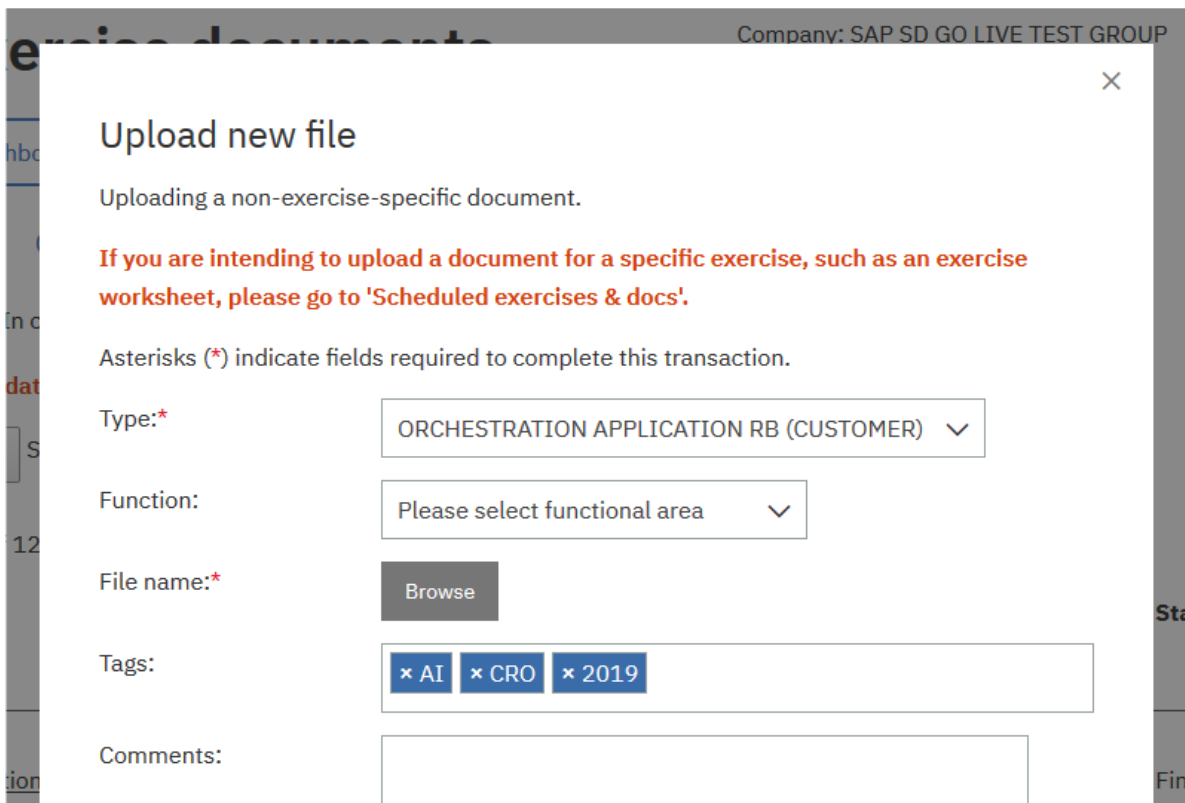 Company: SAP SD GO LIVE TEST GROUP
Upload new file
Uploading a non-exercise-specific document.
If you are intending to upload a document for a specific exercise, such as an exercise
worksheet, please go to 'Scheduled exercises & docs'.
Asterisks (*) indicate fields required to complete this transaction.
Type:* ORCHESTRATION APPLICATION RB (CUSTOMER)
Function: Please select functional area
12
File name:* Browse
Tags: × AI × CRO × 2019
Comments: